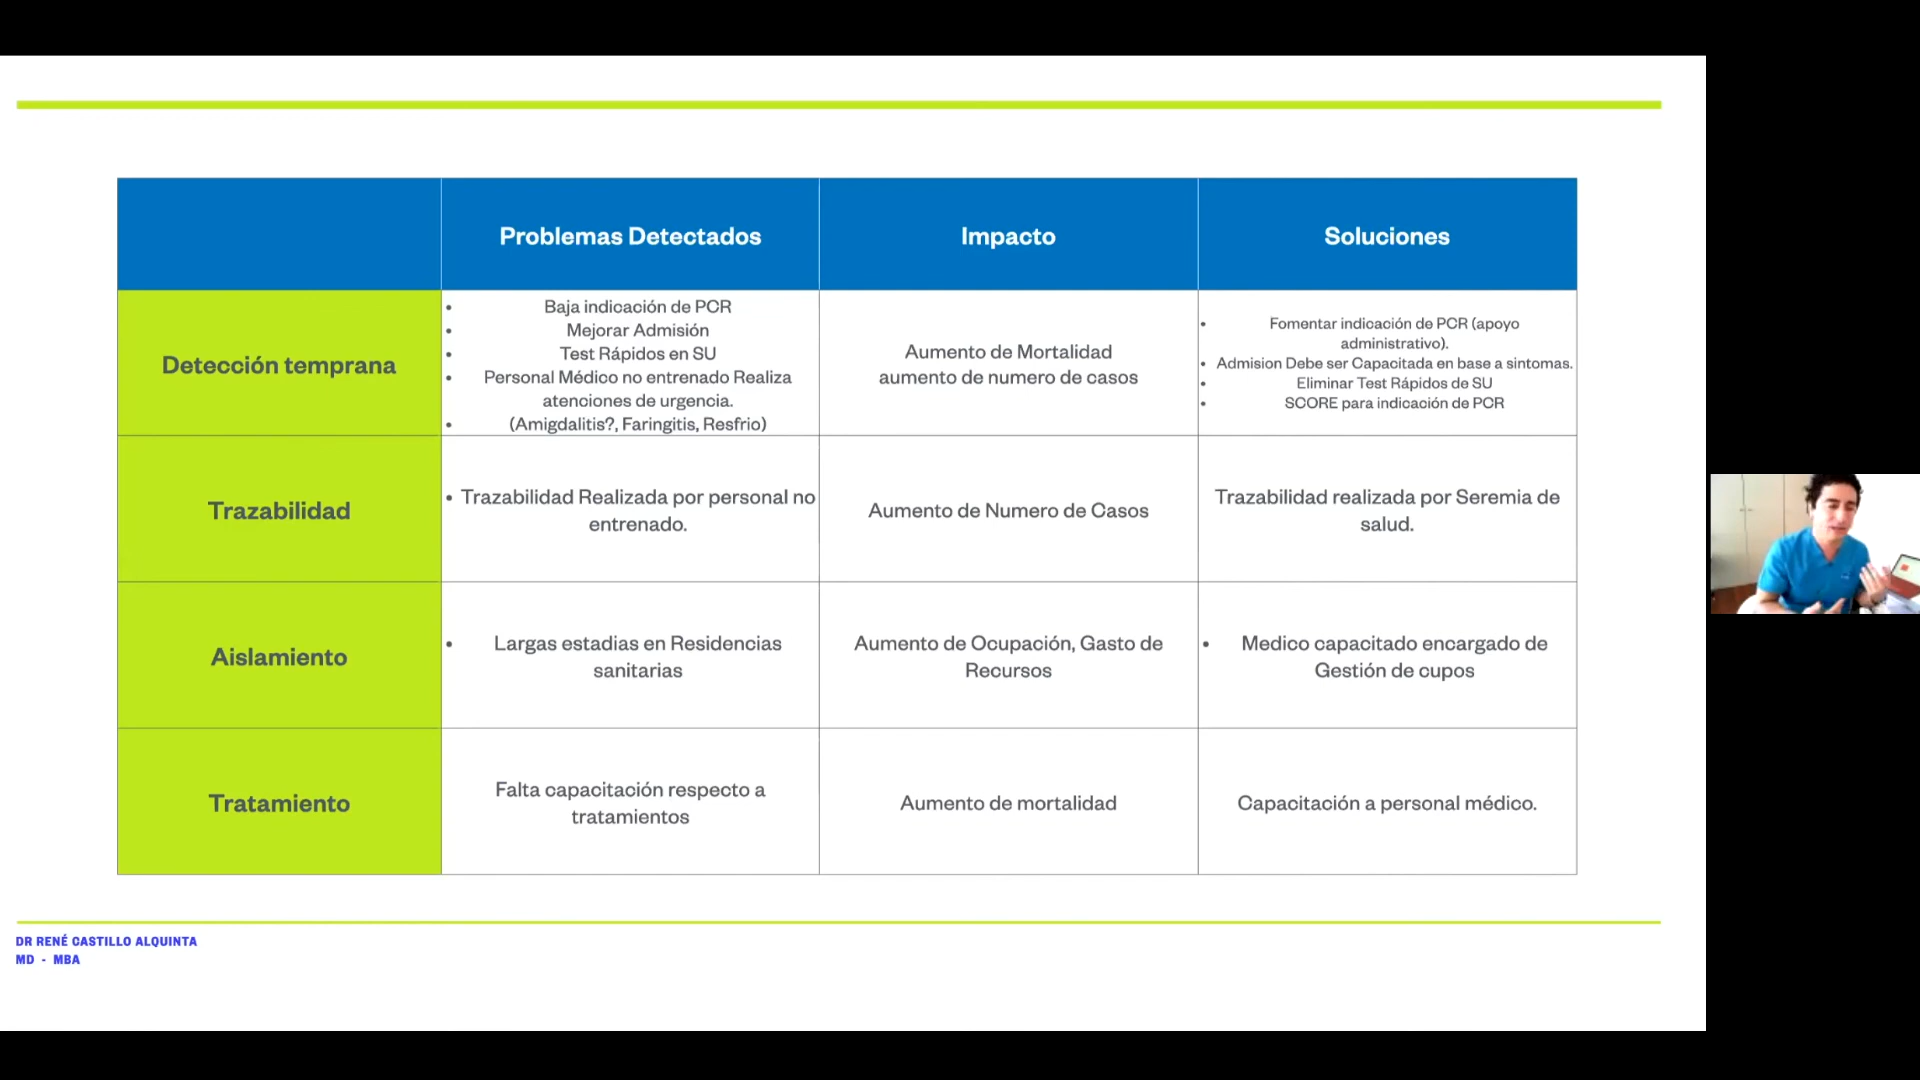 Problemas Detectados
Impacto
Soluciones
Detección temprana
• Baja indicación de PCR
• Mejorar Admisión
• Test Rápidos en SU
• Personal Médico no entrenado Realiza
atenciones de urgencia.
• (Amigdalitis?, Faringitis, Resfrio)
Aumento de Mortalidad
aumento de numero de casos
• Fomentar indicación de PCR (apoyo
administrativo).
• Admision Debe ser Capacitada en base a sintomas.
• Eliminar Test Rápidos de SU
• SCORE para indicación de PCR
Trazabilidad
• Trazabilidad Realizada por personal no
entrenado.
Aumento de Numero de Casos
Trazabilidad realizada por Seremia de
salud.
Aislamiento
• Largas estadias en Residencias
sanitarias
Aumento de Ocupación, Gasto de
Recursos
• Medico capacitado encargado de
Gestión de cupos
Tratamiento
Falta capacitación respecto a
tratamientos
Aumento de mortalidad
Capacitación a personal médico.
DR RENÉ CASTILLO ALQUINTA
MD - MBA